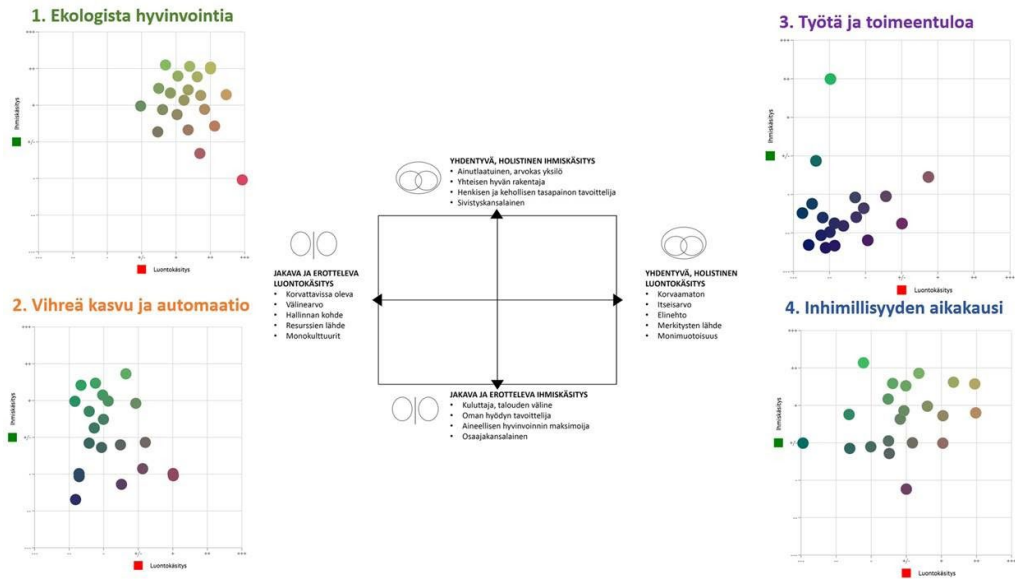 1. Ekologista hyvinvointia
Ihmiskäsitys
Luontokäsitys
3. Työtä ja toimeentuloa
Ihmiskäsitys
Luontokäsitys
YHDENTYVÄ, HOLISTINEN IHMISKÄSITYS
• Ainutlaatuinen, arvokas yksilö
• Yhteisen hyvän rakentaja
• Henkisen ja kehollisen tasapainon tavoittelija
• Sivistyskansalainen
JAKAVA JA EROTTELEVA
LUONTOKÄSITYS
• Korvattavissa oleva
• Välinearvo
• Hallinnan kohde
• Resurssien lähde
• Monokulttuurit
YHDENTYVÄ, HOLISTINEN
LUONTOKÄSITYS
• Korvaamaton
• Itseisarvo
• Elinehto
• Merkitysten lähde
• Monimuotoisuus
JAKAVA JA EROTTELEVA IHMISKÄSITYS
• Kuluttaja, talouden väline
• Oman hyödyn tavoittelija
• Aineellisen hyvinvoinnin maksimoija
• Osaajakansalainen
2. Vihreä kasvu ja automaatio
Ihmiskäsitys
Luontokäsitys
4. Inhimillisyyden aikakausi
Ihmiskäsitys
Luontokäsitys